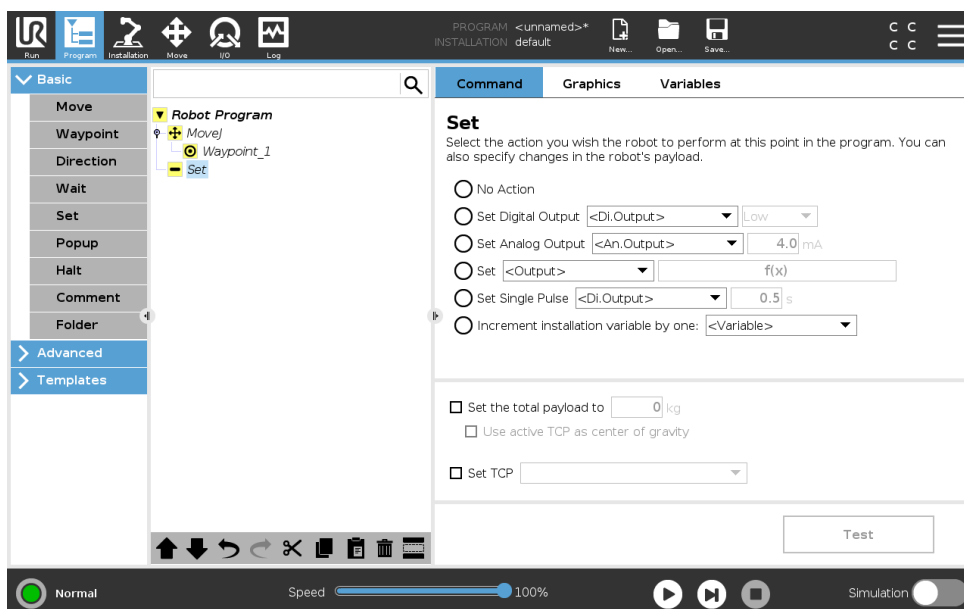 PROGRAM <unnamed>*
INSTALLATION default
UR
Run
Program
Installation
Move
I/O
Log
New...
Open...
Save...
C C
C C
Basic
Move
Waypoint
Direction
Wait
Set
Popup
Halt
Comment
Folder
Advanced
Templates
Robot Program
MoveJ
Waypoint_1
Set
Command Graphics Variables
Set
Select the action you wish the robot to perform at this point in the program. You can
also specify changes in the robot's payload.
No Action
Set Digital Output <Di.Output> Low
Set Analog Output <An.Output> 4.0 mA
Set <Output> f(x)
Set Single Pulse <Di.Output> 0.5 s
Increment installation variable by one: <Variable>
Set the total payload to 0 kg
Use active TCP as center of gravity
Set TCP
Test
Normal
Speed 100%
Simulation